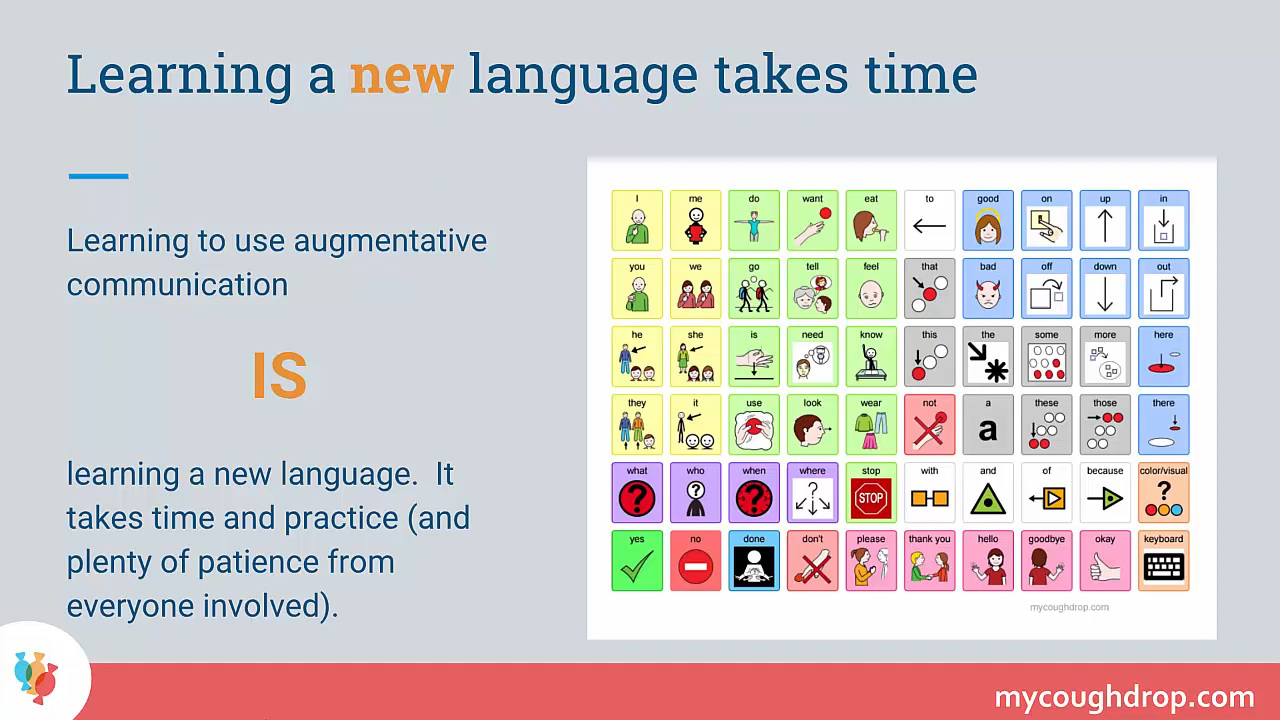 Learning a new language takes time
Learning to use augmentative
communication
IS
learning a new language.  It
takes time and practice (and
plenty of patience from
everyone involved).
I me do want eat to good on up in
you we go tell feel that bad off down out
he she is need know this the some more here
they it use look wear not a these those there
a
what who when where stop with and of because color/visual
STOP
yes no done don't please thank you hello goodbye okay keyboard
mycoughdrop.com
mycoughdrop.com